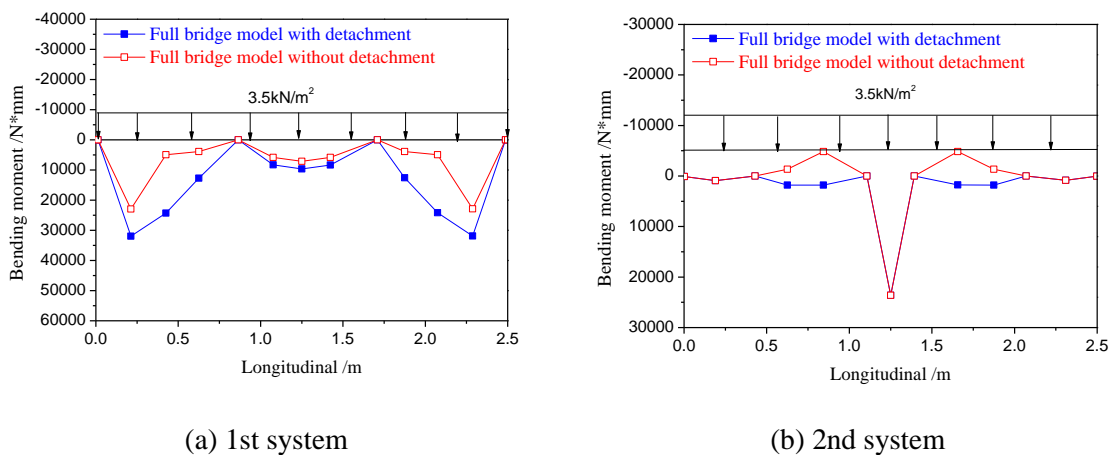 -40000
-30000
-20000
-10000
0
10000
20000
30000
40000
50000
60000
Bending moment /N*mm
Full bridge model with detachment
Full bridge model without detachment
3.5kN/m²
0.0 0.5 1.0 1.5 2.0 2.5
Longitudinal /m
(a) 1st system
-30000
-20000
-10000
0
10000
20000
30000
Bending moment /N*mm
Full bridge model with detachment
Full bridge model without detachment
3.5kN/m²
0.0 0.5 1.0 1.5 2.0 2.5
Longitudinal /m
(b) 2nd system